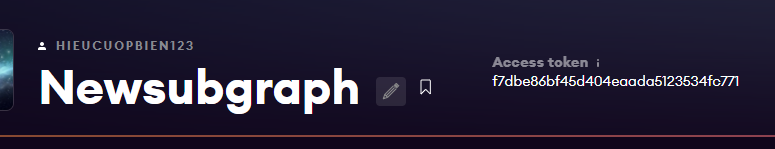 HIEUCUOPBIEN123
Newsubgraph
Access token i
f7dbe86bf45d404eaada5123534fc771